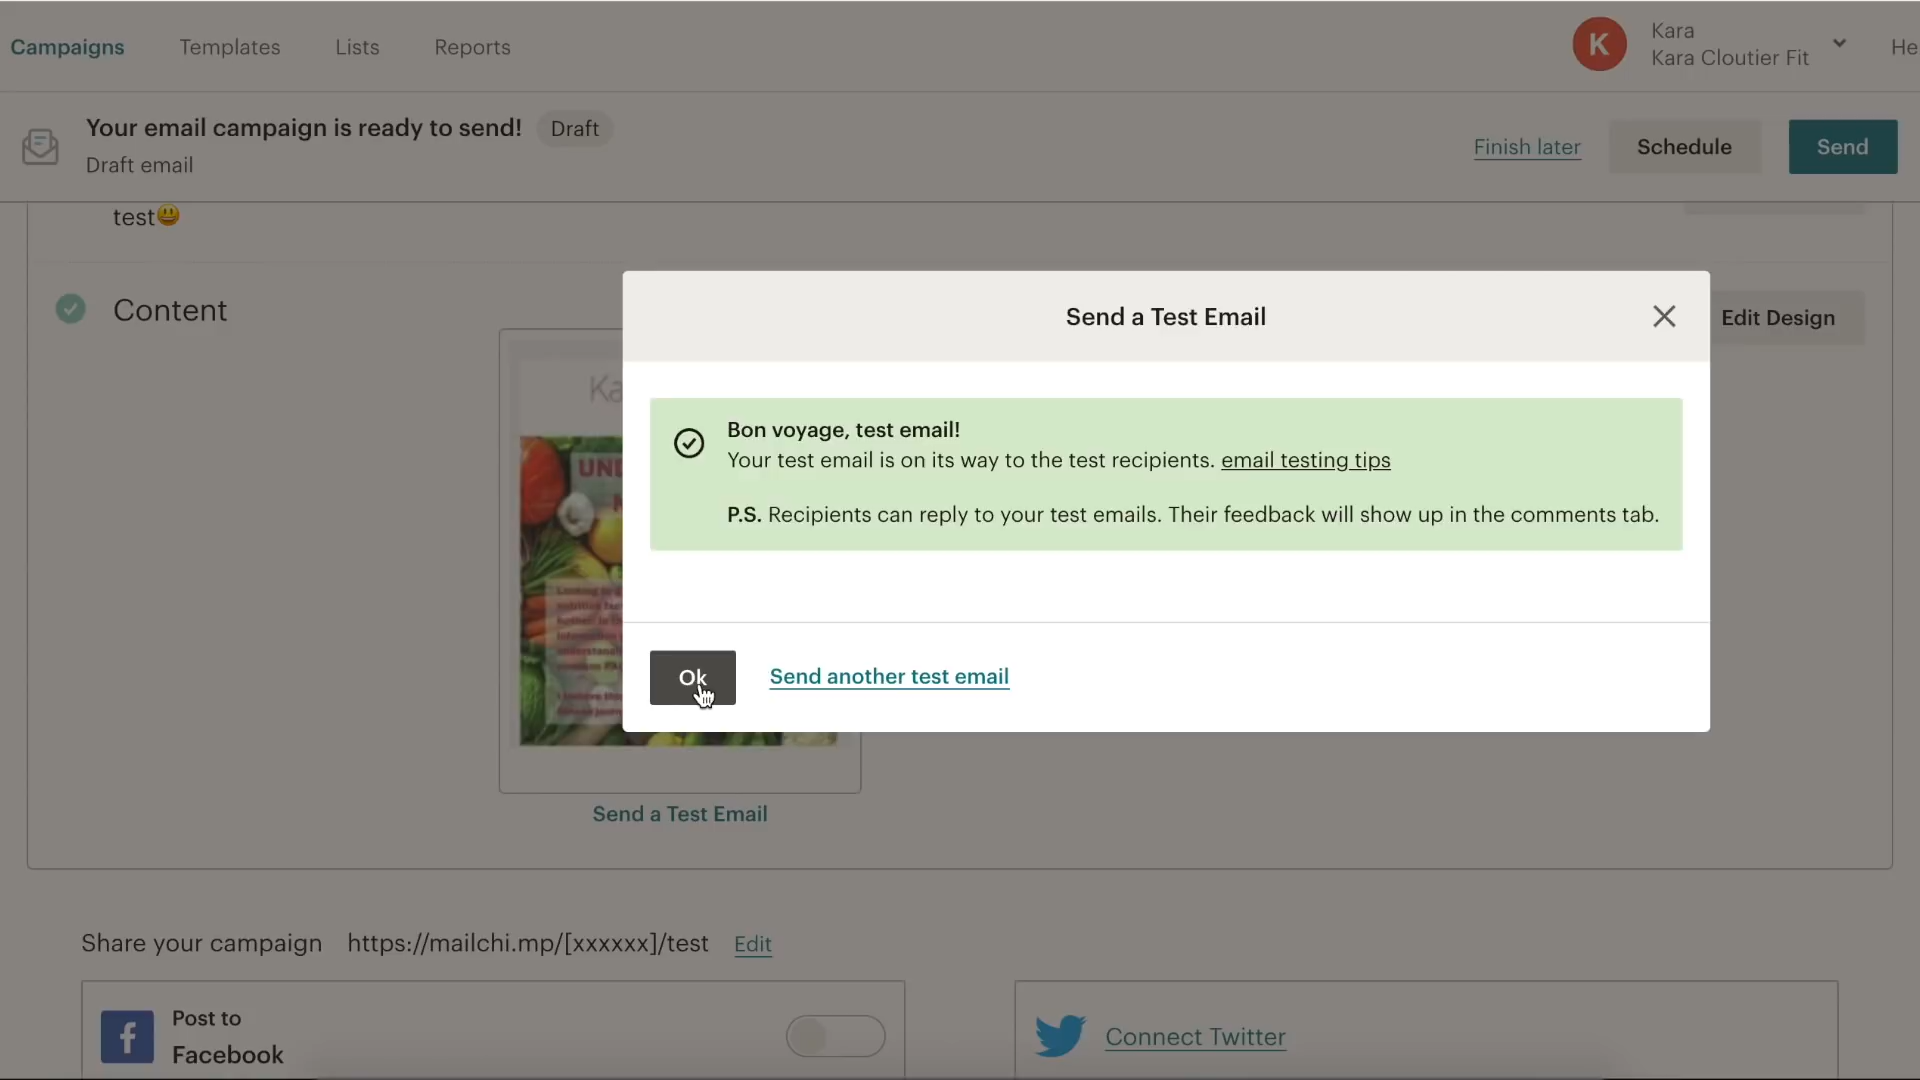 Campaigns
Templates
Lists
Reports
K
Kara
Kara Cloutier Fit
He
Your email campaign is ready to send!
Draft
Draft email
Finish later
Schedule
Send
test😃
Content
Edit Design
Send a Test Email
Bon voyage, test email!
Your test email is on its way to the test recipients. email testing tips
P.S. Recipients can reply to your test emails. Their feedback will show up in the comments tab.
Ok
Send another test email
Ka
UND
Send a Test Email
Share your campaign
https://mailchi.mp/[xxxxxx]/test
Edit
Post to
Facebook
Connect Twitter